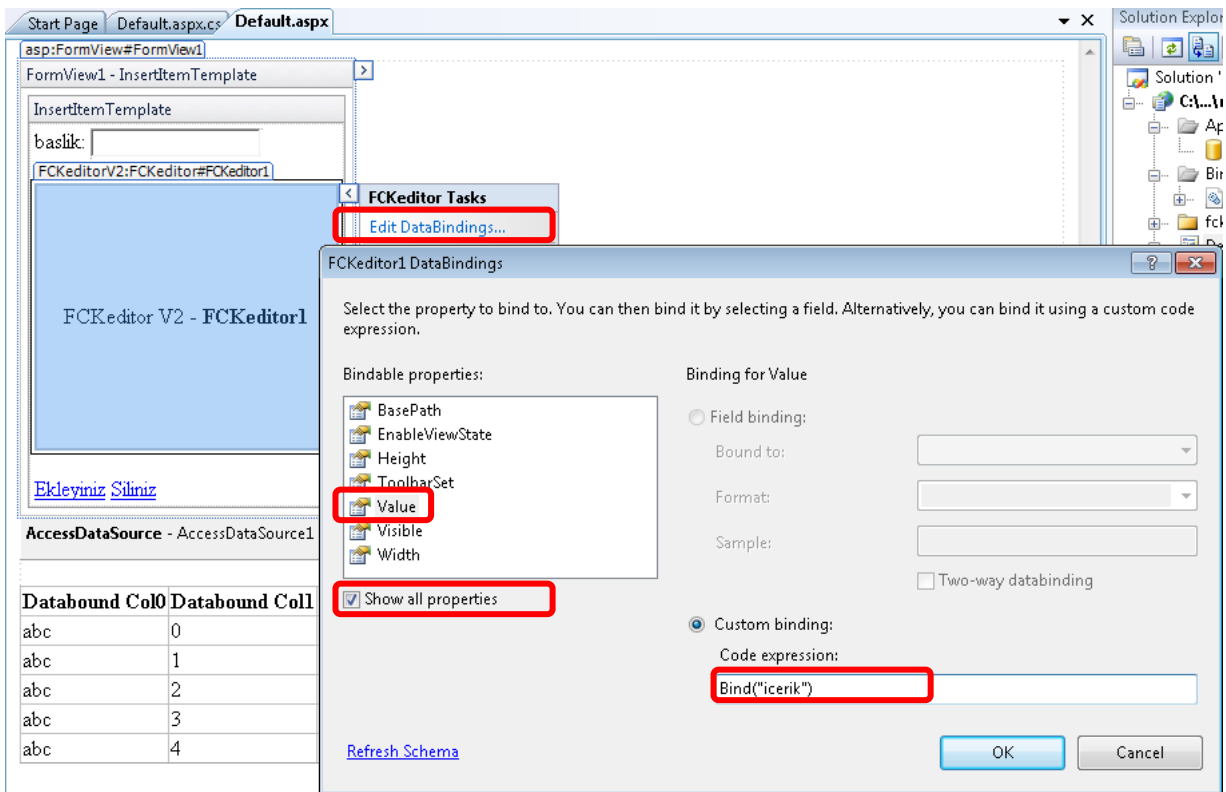 Start Page Default.aspx.cs Default.aspx
Solution Explor
asp:FormView#FormView1
FormView1 - InsertItemTemplate
InsertItemTemplate
baslik:
FCKeditorV2:FCKeditor#FCKeditor1
FCKeditor V2 - FCKeditor1
Ekleyiniz Siliniz
AccessDataSource - AccessDataSource1
Databound Col0 Databound Col1
abc 0
abc 1
abc 2
abc 3
abc 4
FCKeditor Tasks
Edit DataBindings...
FCKeditor1 DataBindings
Select the property to bind to. You can then bind it by selecting a field. Alternatively, you can bind it using a custom code
expression.
Bindable properties:
BasePath
EnableViewState
Height
ToolbarSet
Value
Visible
Width
Show all properties
Refresh Schema
Binding for Value
Field binding:
Bound to:
Format:
Sample:
Two-way databinding
Custom binding:
Code expression:
Bind("icerik")
OK Cancel
Solution '
C:\...\
Ap
Bin
fck